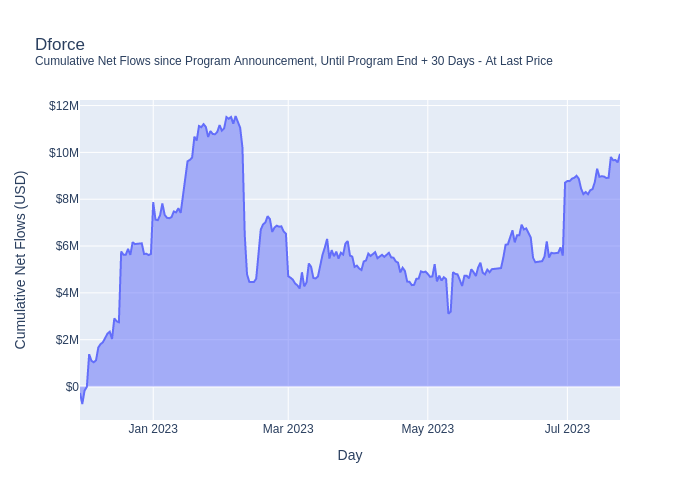 Dforce
Cumulative Net Flows since Program Announcement, Until Program End + 30 Days - At Last Price
$12M
$10M
$8M
$6M
$4M
$2M
$0
Cumulative Net Flows (USD)
Jan 2023
Mar 2023
May 2023
Jul 2023
Day